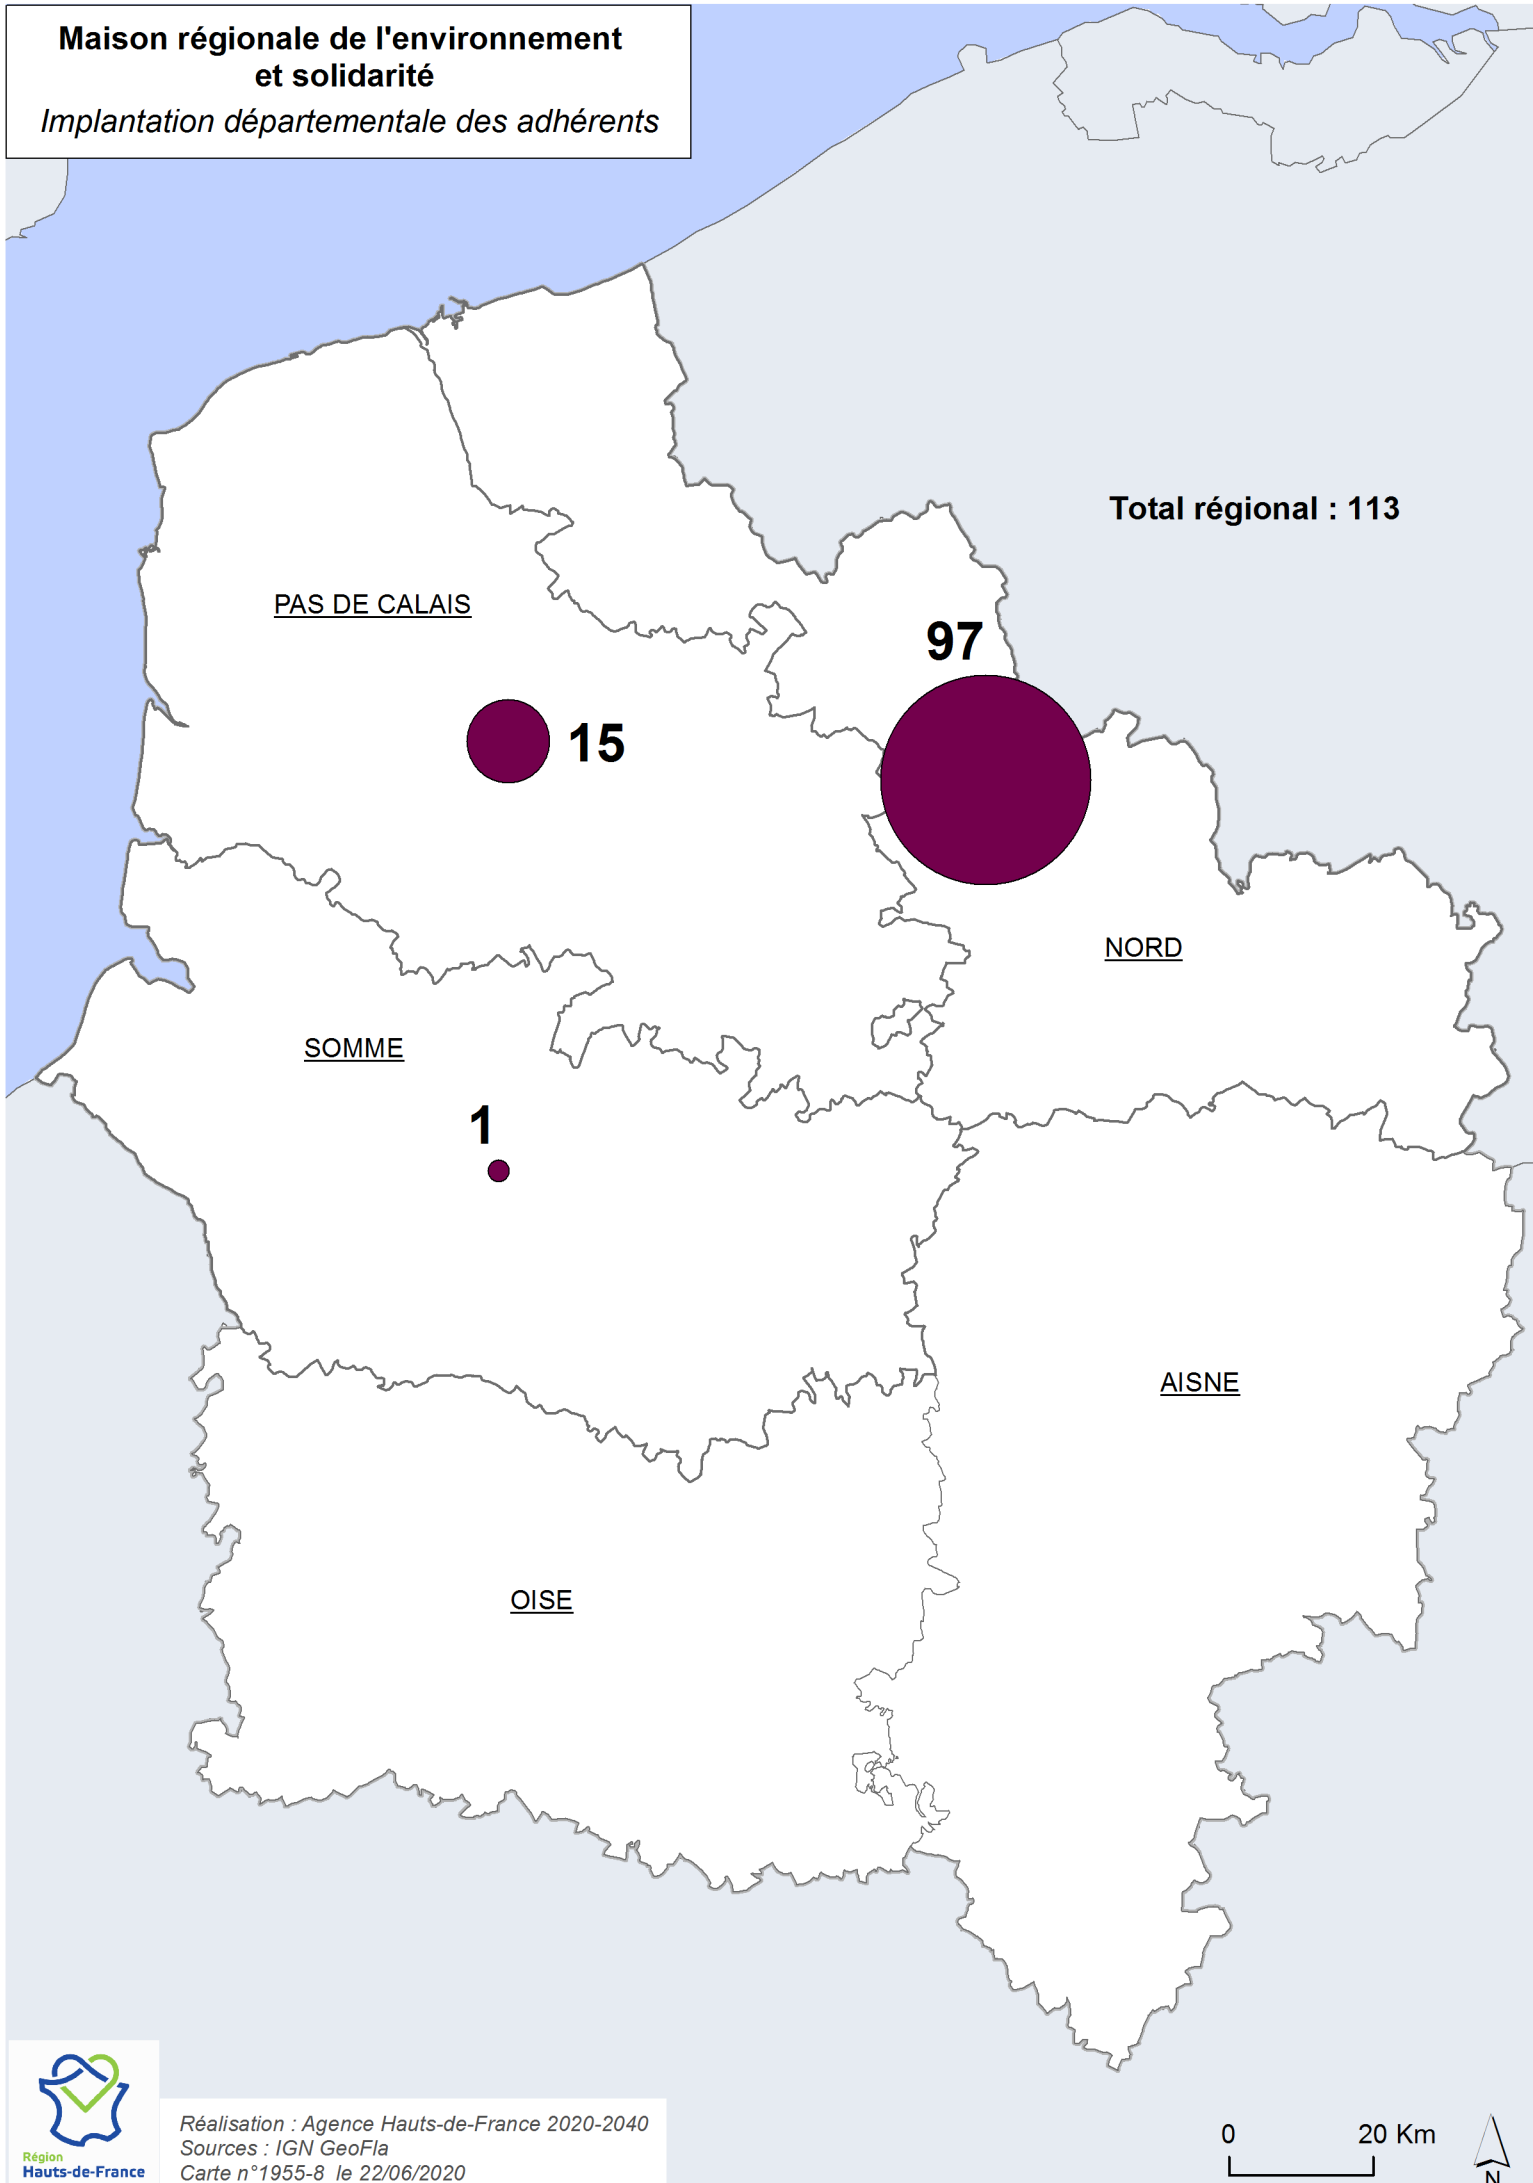 Maison régionale de l'environnement
et solidarité
Implantation départementale des adhérents
Total régional : 113
PAS DE CALAIS
97
15
NORD
SOMME
1
AISNE
OISE
Région
Hauts-de-France
Réalisation : Agence Hauts-de-France 2020-2040
Sources : IGN GeoFla
Carte n°1955-8 le 22/06/2020
0 20 Km
N